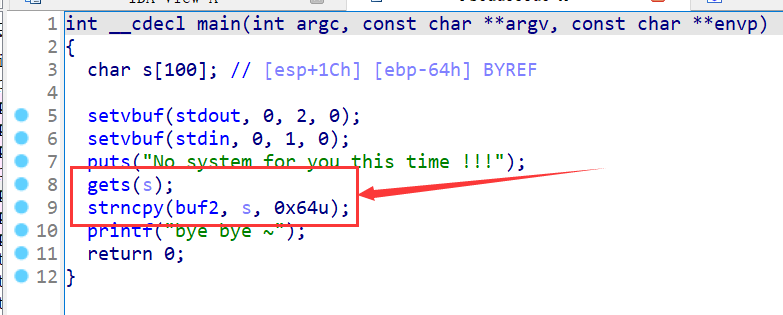 1 int __cdecl main(int argc, const char **argv, const char **envp)
2 {
3 char s[100]; // [esp+1Ch] [ebp-64h] BYREF
4
5 setvbuf(stdout, 0, 2, 0);
6 setvbuf(stdin, 0, 1, 0);
7 puts("No system for you this time !!!");
8 gets(s);
9 strncpy(buf2, s, 0x64u);
10 printf("bye bye ~");
11 return 0;
12 }